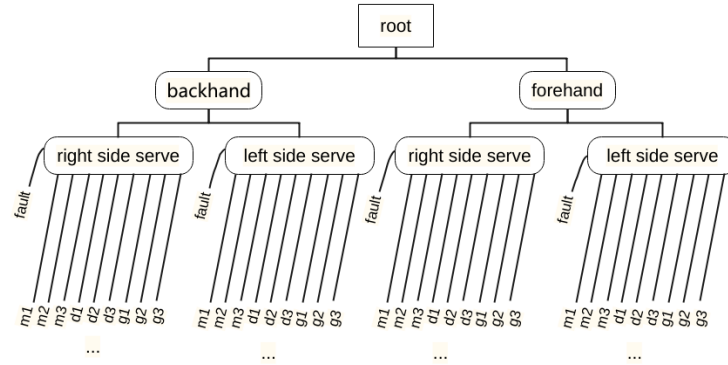 root
backhand
forehand
right side serve
left side serve
right side serve
left side serve
fault
fault
fault
fault
m1 m2 m3 d1 d2 d3 g1 g2 g3
m1 m2 m3 d1 d2 d3 g1 g2 g3
m1 m2 m3 d1 d2 d3 g1 g2 g3
m1 m2 m3 d1 d2 d3 g1 g2 g3
...
...
...
...